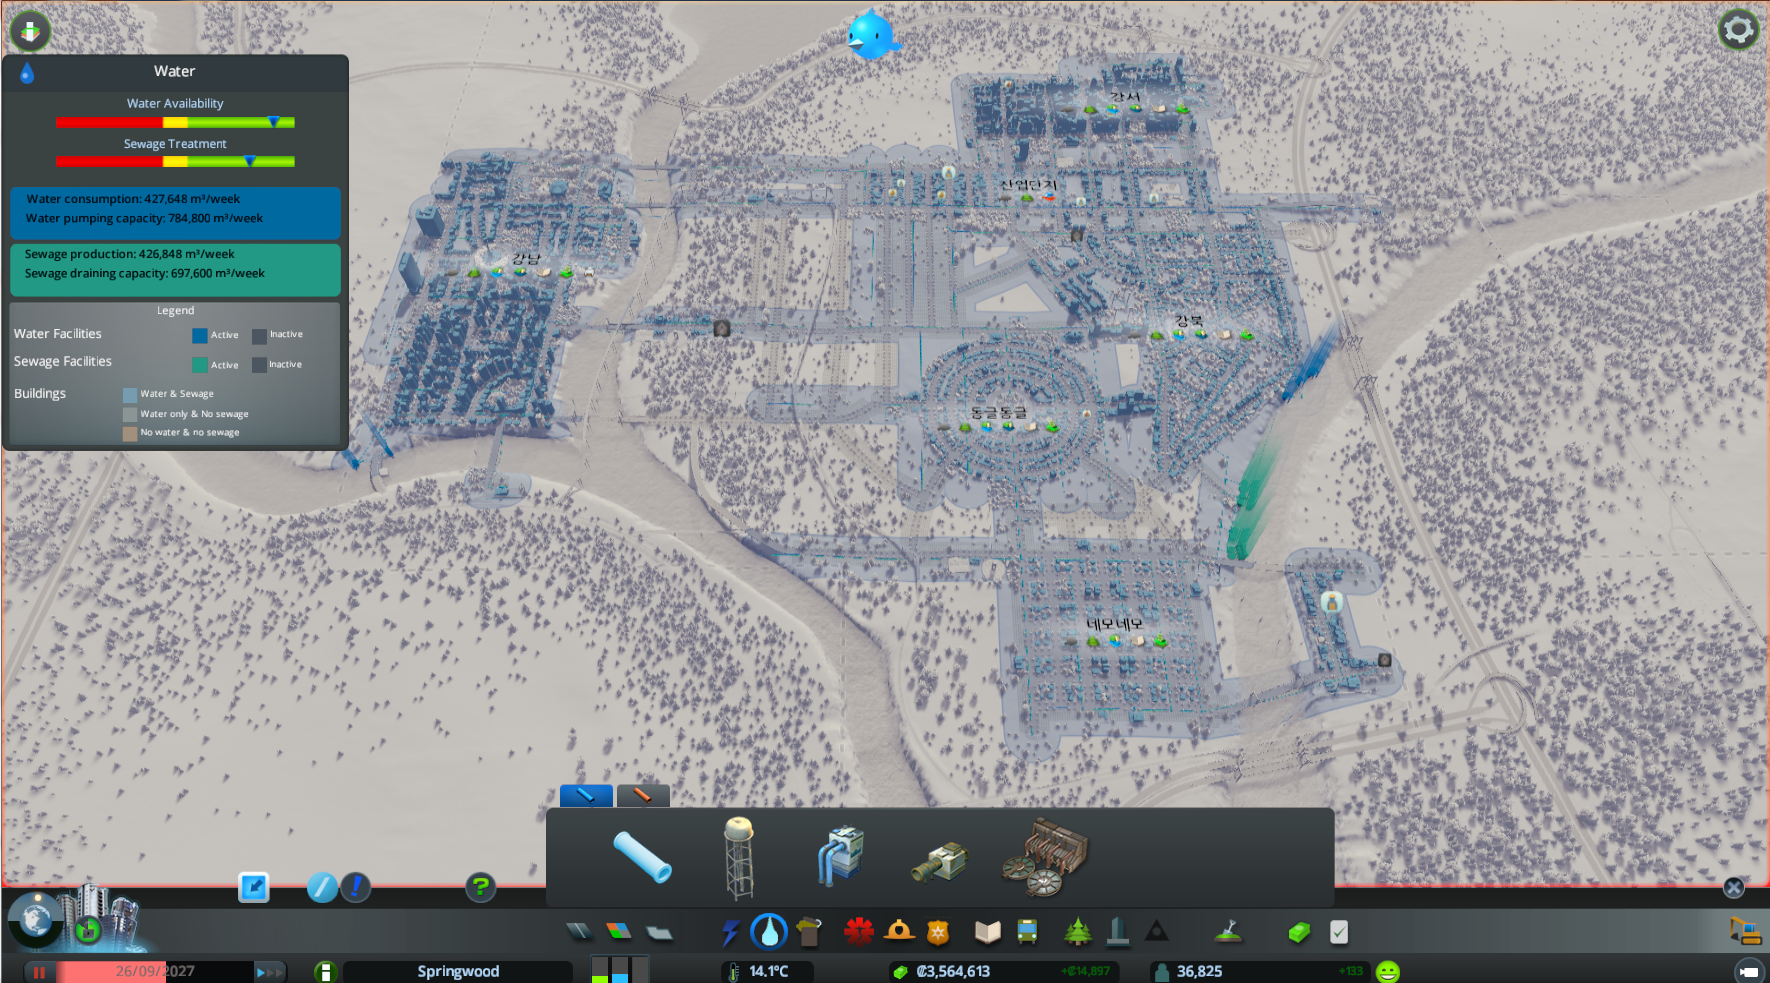 Water
Water Availability
Sewage Treatment
Water consumption: 427,648 m³/week
Water pumping capacity: 784,800 m³/week
Sewage production: 426,848 m³/week
Sewage draining capacity: 697,600 m³/week
Legend
Water Facilities
Active
Inactive
Sewage Facilities
Active
Inactive
Buildings
Water & Sewage
Water only & No sewage
No water & no sewage
강서
산업단지
강남
강북
동글동글
네모네모
26/09/2027
Springwood
14.1°C
₡3,564,613
+₡14,897
36,825
+133